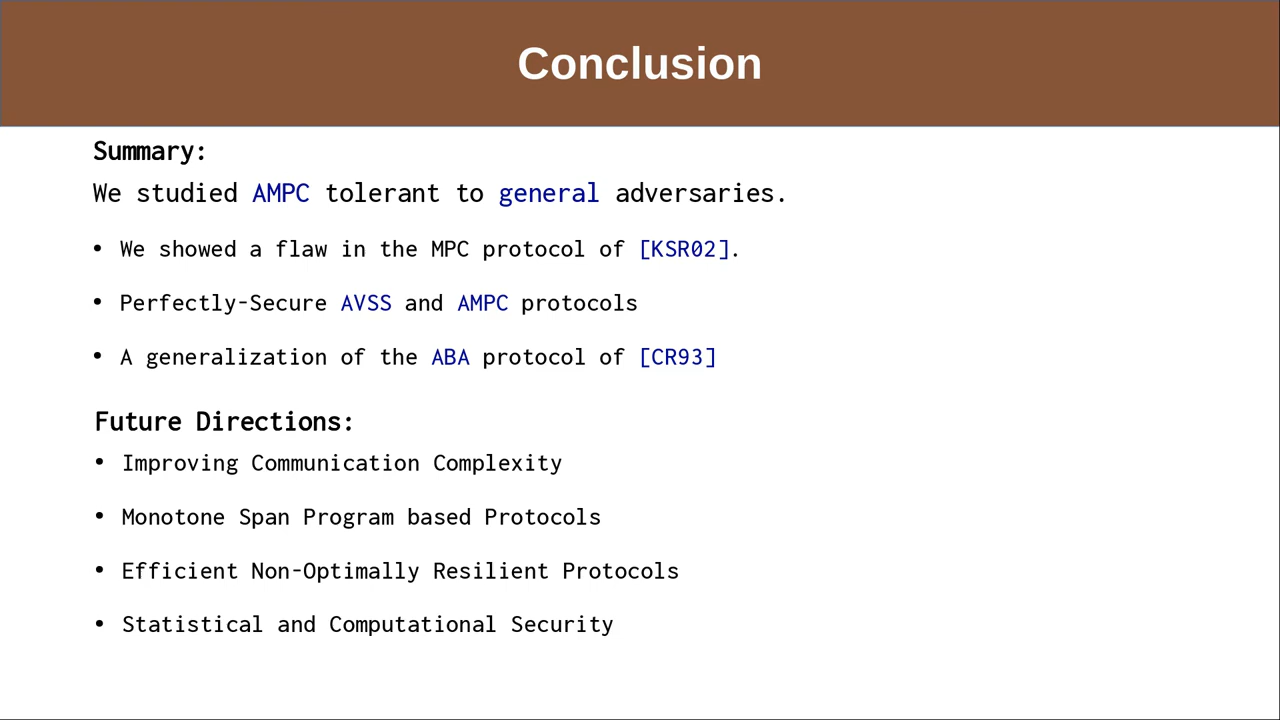 Conclusion
Summary:
We studied AMPC tolerant to general adversaries.
• We showed a flaw in the MPC protocol of [KSR02].
• Perfectly-Secure AVSS and AMPC protocols
• A generalization of the ABA protocol of [CR93]
Future Directions:
• Improving Communication Complexity
• Monotone Span Program based Protocols
• Efficient Non-Optimally Resilient Protocols
• Statistical and Computational Security